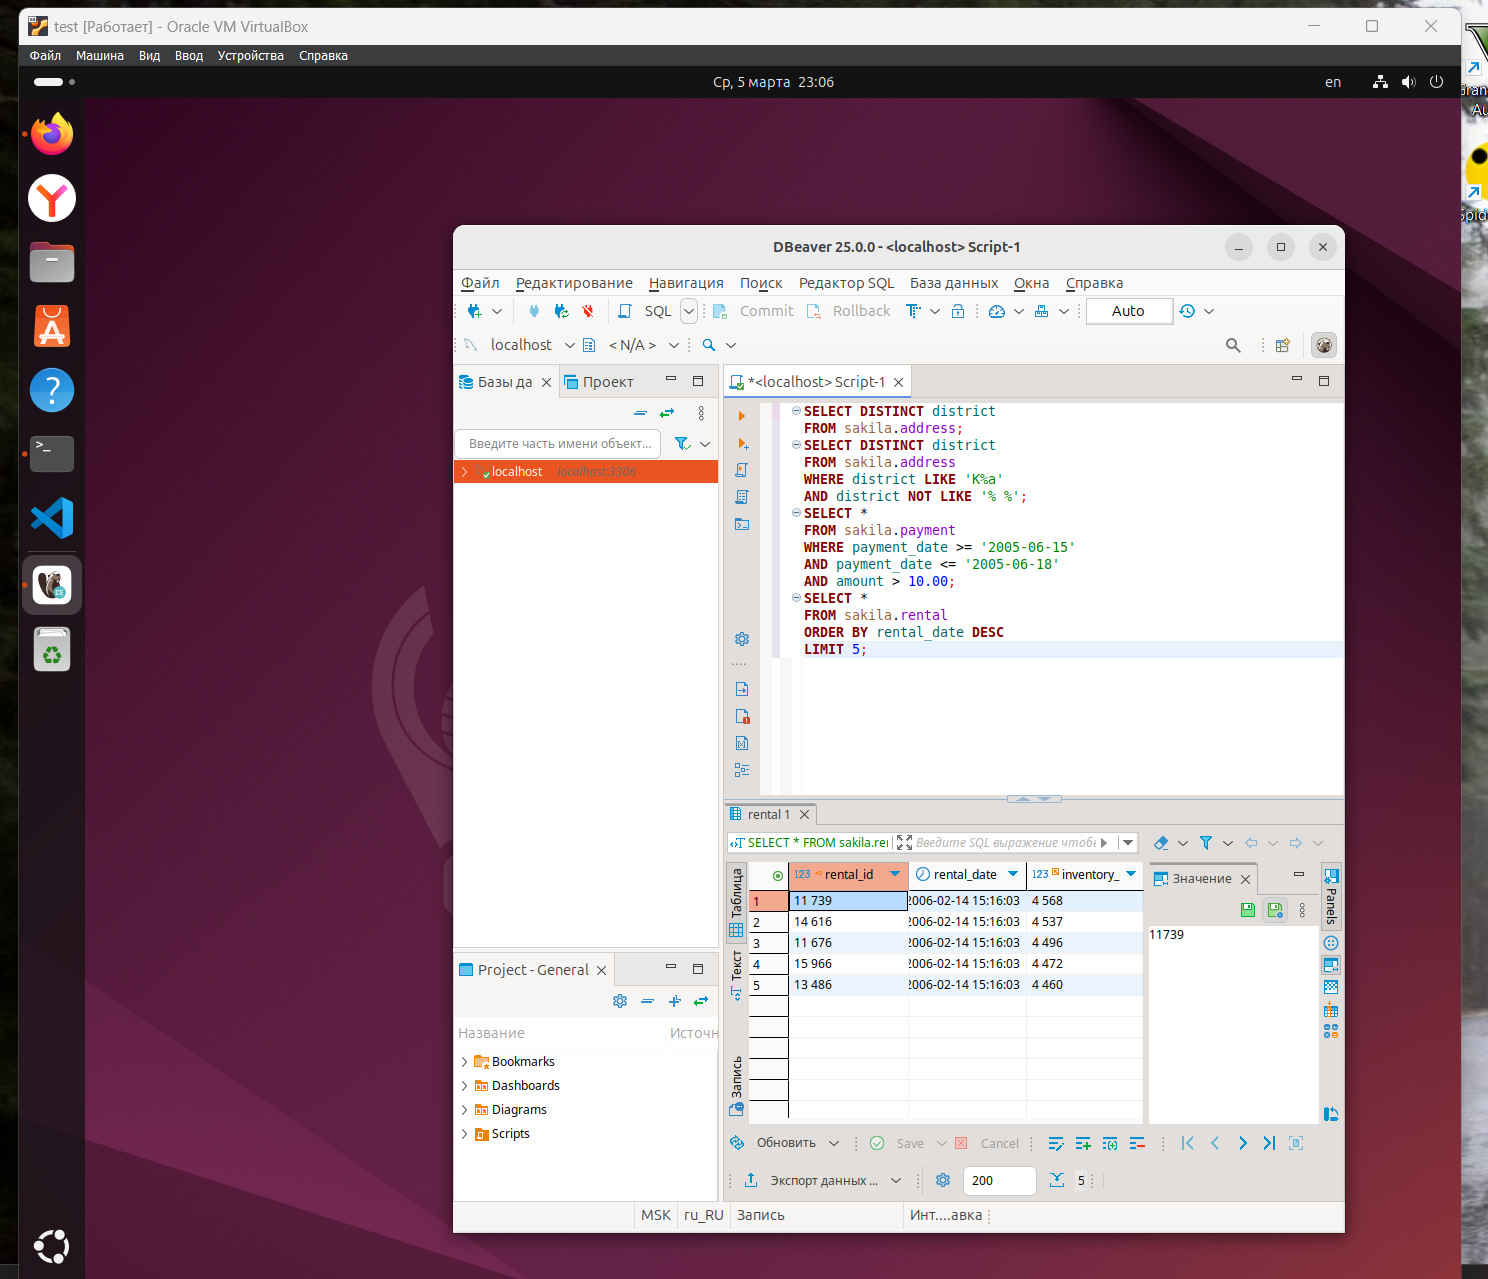 test [Работает] - Oracle VM VirtualBox
Файл Машина Вид Ввод Устройства Справка
Ср, 5 марта 23:06
en
DBeaver 25.0.0 - <localhost> Script-1
Файл Редактирование Навигация Поиск Редактор SQL База данных Окна Справка
SQL Commit Rollback Auto
localhost < N/A >
Базы да Проект
*<localhost> Script-1
Введите часть имени объект...
localhost localhost:3306
SELECT DISTINCT district
FROM sakila.address;
SELECT DISTINCT district
FROM sakila.address
WHERE district LIKE 'K%a'
AND district NOT LIKE '% %';
SELECT *
FROM sakila.payment
WHERE payment_date >= '2005-06-15'
AND payment_date <= '2005-06-18'
AND amount > 10.00;
SELECT *
FROM sakila.rental
ORDER BY rental_date DESC
LIMIT 5;
rental 1
SELECT * FROM sakila.rer Введите SQL выражение чтобы
Таблица
Текст
Запись
123 rental_id rental_date 123 inventory_
1 11 739 2006-02-14 15:16:03 4 568
2 14 616 2006-02-14 15:16:03 4 537
3 11 676 2006-02-14 15:16:03 4 496
4 15 966 2006-02-14 15:16:03 4 472
5 13 486 2006-02-14 15:16:03 4 460
Значение
11739
Panels
Project - General
Название Источн
Bookmarks
Dashboards
Diagrams
Scripts
Обновить Save Cancel
Экспорт данных ... 200 5
MSK ru_RU Запись Инт....авка